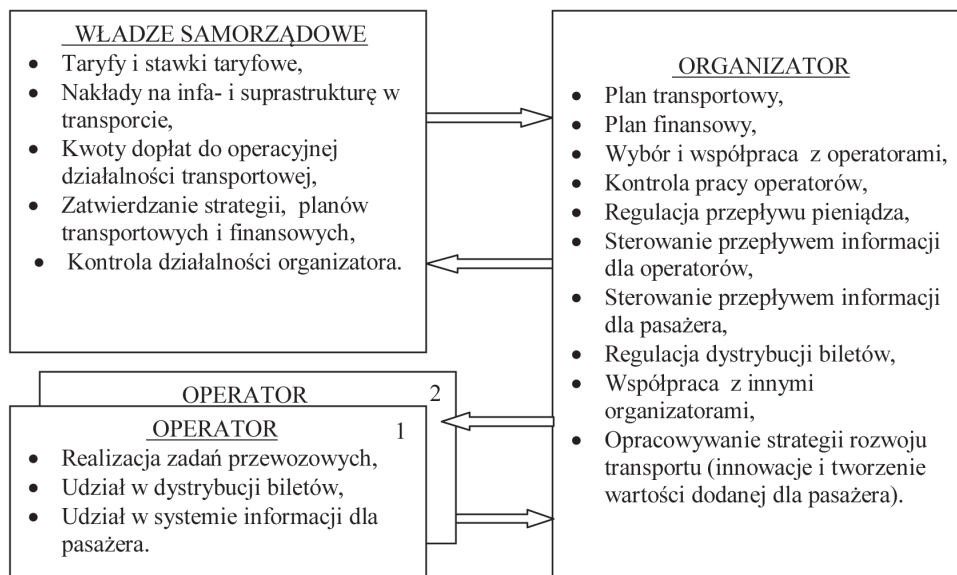 WŁADZE SAMORZĄDOWE
• Taryfy i stawki taryfowe,
• Nakłady na infa- i suprastrukturę w
transporcie,
• Kwoty dopłat do operacyjnej
działalności transportowej,
• Zatwierdzanie strategii, planów
transportowych i finansowych,
• Kontrola działalności organizatora.
OPERATOR 2
OPERATOR 1
• Realizacja zadań przewozowych,
• Udział w dystrybucji biletów,
• Udział w systemie informacji dla
pasażera.
ORGANIZATOR
• Plan transportowy,
• Plan finansowy,
• Wybór i współpraca z operatorami,
• Kontrola pracy operatorów,
• Regulacja przepływu pieniądza,
• Sterowanie przepływem informacji
dla operatorów,
• Sterowanie przepływem informacji
dla pasażera,
• Regulacja dystrybucji biletów,
• Współpraca z innymi
organizatorami,
• Opracowywanie strategii rozwoju
transportu (innowacje i tworzenie
wartości dodanej dla pasażera).